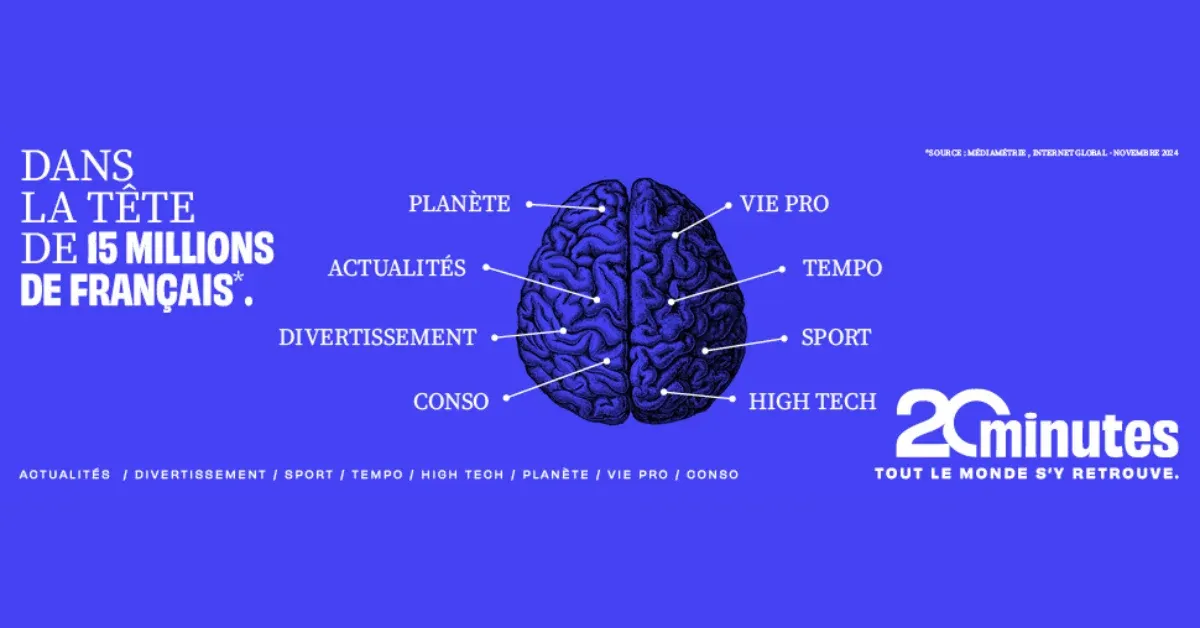 DANS
LA TÊTE
DE 15 MILLIONS
DE FRANÇAIS*.
*SOURCE : MÉDIAMÉTRIE , INTERNET GLOBAL - NOVEMBRE 2024
PLANÈTE
VIE PRO
ACTUALITÉS
TEMPO
DIVERTISSEMENT
SPORT
CONSO
HIGH TECH
20minutes
TOUT LE MONDE S'Y RETROUVE.
ACTUALITÉS / DIVERTISSEMENT / SPORT / TEMPO / HIGH TECH / PLANÈTE / VIE PRO / CONSO